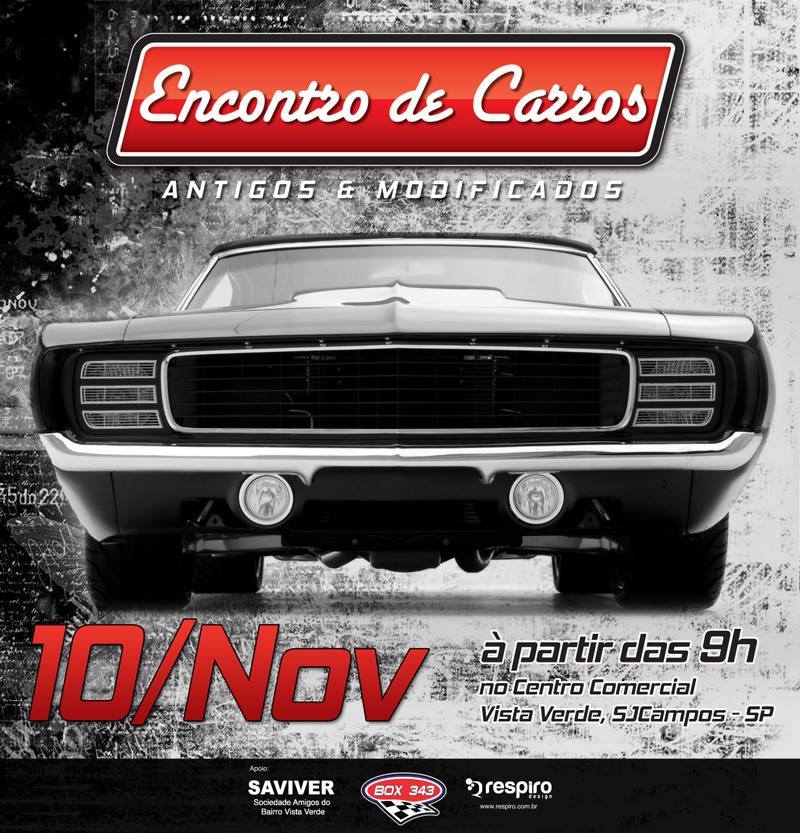 Encontro de Carros
ANTIGOS & MODIFICADOS
10/Nov
à partir das 9h
no Centro Comercial
Vista Verde, SJCampos - SP
Apoio:
SAVIVER
Sociedade Amigos do
Bairro Vista Verde
BOX 343
respiro
design
www.respiro.com.br